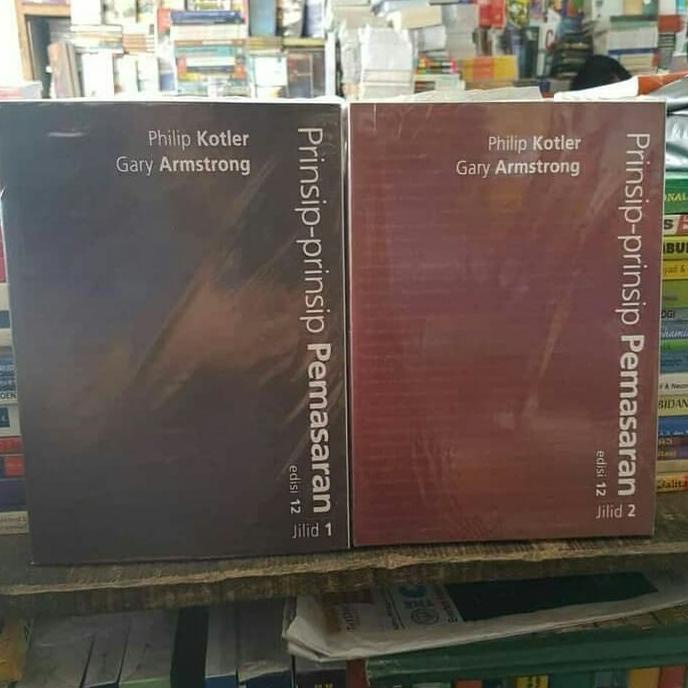 Philip Kotler
Gary Armstrong
Prinsip-prinsip Pemasaran
edisi 12
Jilid 1
Philip Kotler
Gary Armstrong
Prinsip-prinsip Pemasaran
edisi 12
Jilid 2